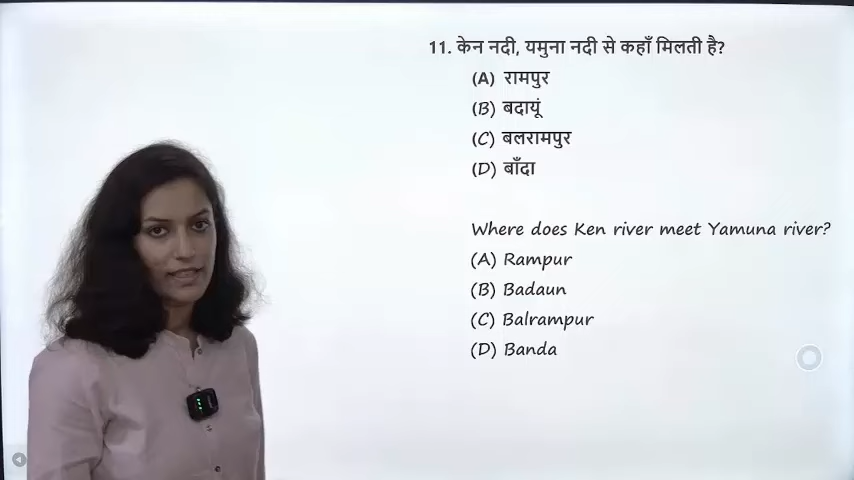 11. केन नदी, यमुना नदी से कहाँ मिलती है?
(A) रामपुर
(B) बदायूं
(C) बलरामपुर
(D) बाँदा
Where does Ken river meet Yamuna river?
(A) Rampur
(B) Badaun
(C) Balrampur
(D) Banda